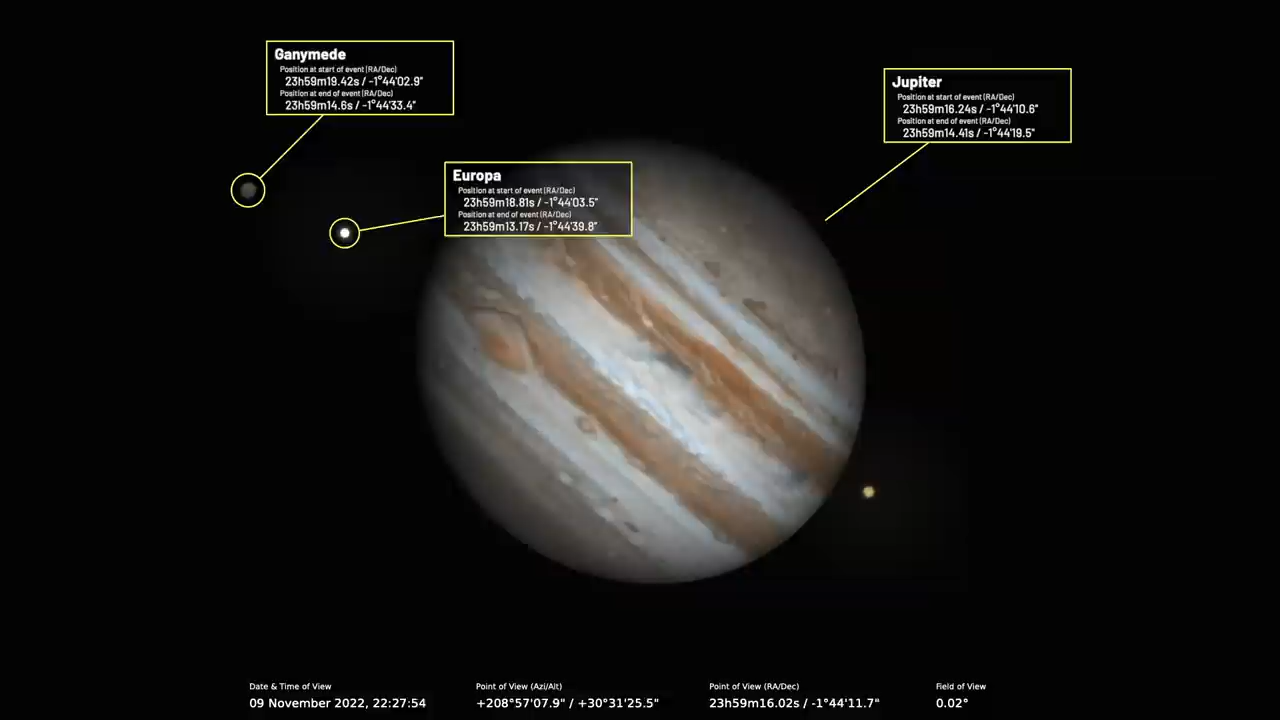 Ganymede
Position at start of event (RA/Dec)
23h59m19.42s / -1°44'02.9"
Position at end of event (RA/Dec)
23h59m14.6s / -1°44'33.4"
Jupiter
Position at start of event (RA/Dec)
23h59m16.24s / -1°44'10.6"
Position at end of event (RA/Dec)
23h59m14.41s / -1°44'19.5"
Europa
Position at start of event (RA/Dec)
23h59m18.81s / -1°44'03.5"
Position at end of event (RA/Dec)
23h59m13.17s / -1°44'39.8"
Date & Time of View
09 November 2022, 22:27:54
Point of View (Azi/Alt)
+208°57'07.9" / +30°31'25.5"
Point of View (RA/Dec)
23h59m16.02s / -1°44'11.7"
Field of View
0.02°